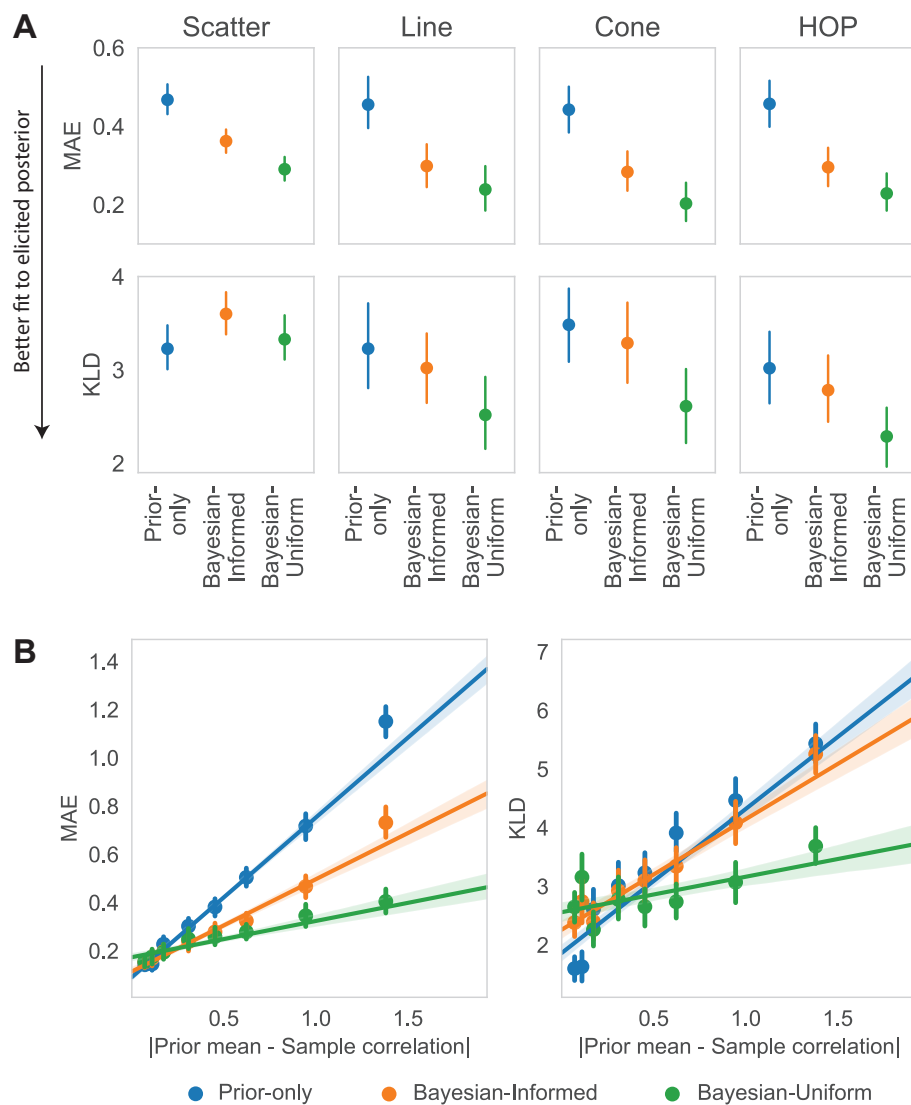 A
Scatter
Line
Cone
HOP
Better fit to elicited posterior
MAE
0.6
0.4
0.2
KLD
4
3
2
Prior-
only
Bayesian-
Informed
Bayesian-
Uniform
Prior-
only
Bayesian-
Informed
Bayesian-
Uniform
Prior-
only
Bayesian-
Informed
Bayesian-
Uniform
Prior-
only
Bayesian-
Informed
Bayesian-
Uniform
B
MAE
1.4
1.2
1.0
0.8
0.6
0.4
0.2
0.5
1.0
1.5
|Prior mean - Sample correlation|
KLD
7
6
5
4
3
2
0.5
1.0
1.5
|Prior mean - Sample correlation|
Prior-only
Bayesian-Informed
Bayesian-Uniform